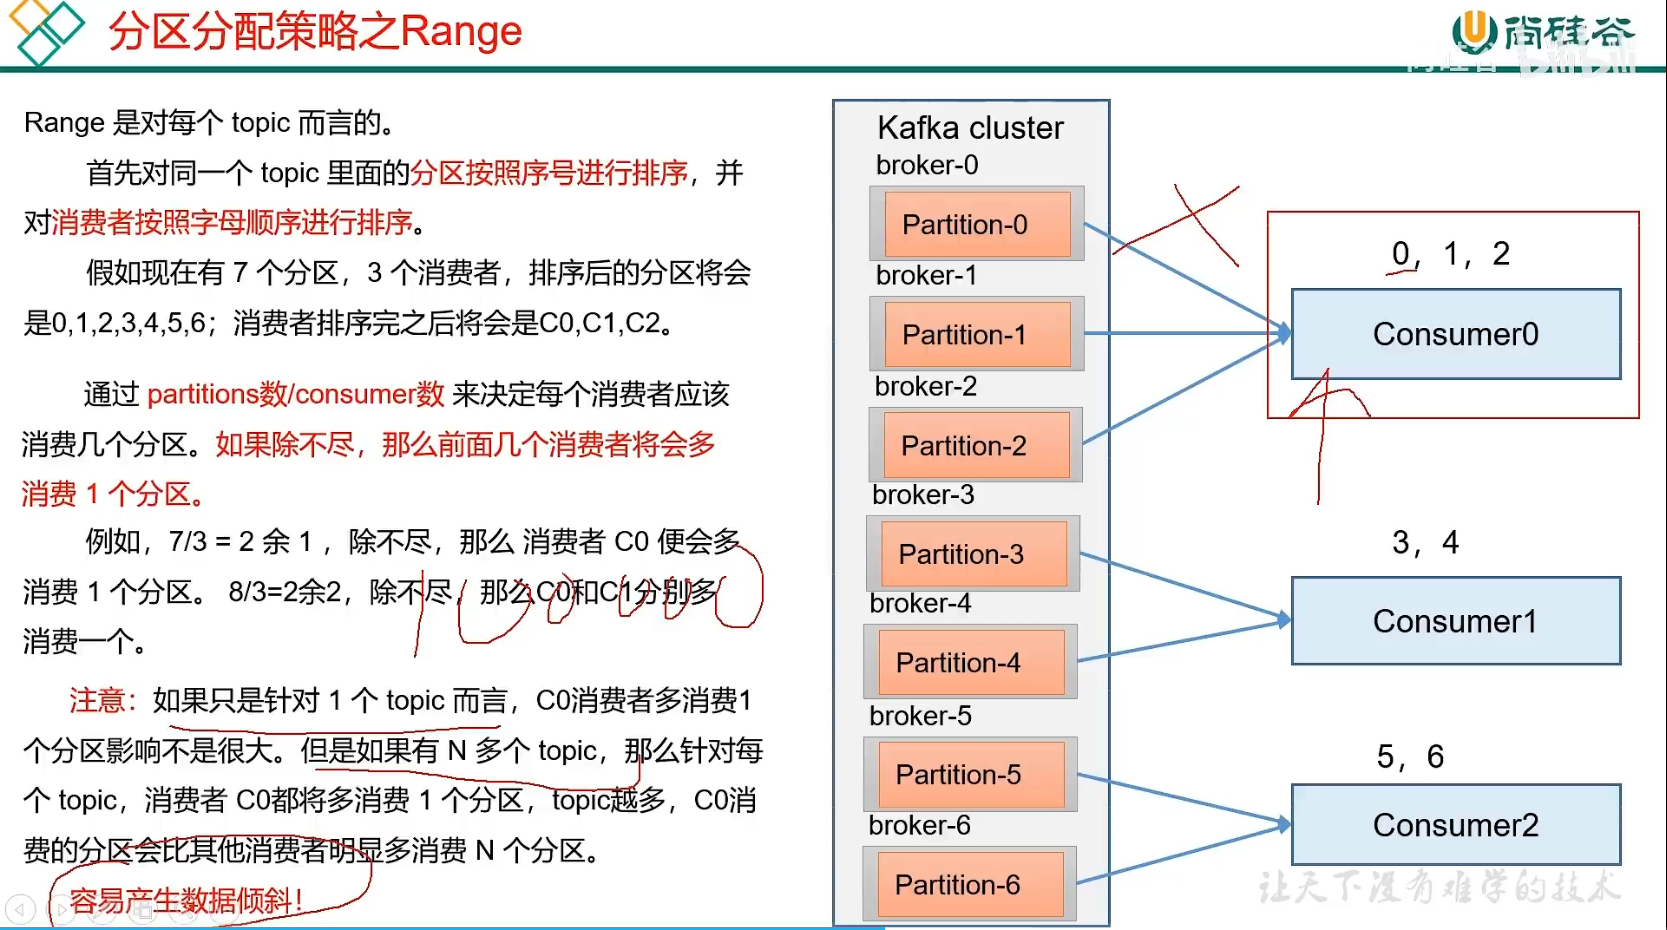 分区分配策略之Range
尚硅谷
Range 是对每个 topic 而言的。
首先对同一个 topic 里面的分区按照序号进行排序，并
对消费者按照字母顺序进行排序。
假如现在有 7 个分区，3 个消费者，排序后的分区将会
是0,1,2,3,4,5,6；消费者排序完之后将会是C0,C1,C2。
通过 partitions数/consumer数 来决定每个消费者应该
消费几个分区。如果除不尽，那么前面几个消费者将会多
消费 1 个分区。
例如，7/3 = 2 余 1 ，除不尽，那么 消费者 C0 便会多
消费 1 个分区。 8/3=2余2，除不尽，那么C0和C1分别多
消费一个。
注意：如果只是针对 1 个 topic 而言，C0消费者多消费1
个分区影响不是很大。但是如果有 N 多个 topic，那么针对每
个 topic，消费者 C0都将多消费 1 个分区，topic越多，C0消
费的分区会比其他消费者明显多消费 N 个分区。
容易产生数据倾斜！
100000
Kafka cluster
broker-0
Partition-0
broker-1
Partition-1
broker-2
Partition-2
broker-3
Partition-3
broker-4
Partition-4
broker-5
Partition-5
broker-6
Partition-6
0，1，2
Consumer0
3，4
Consumer1
5，6
Consumer2
让天下没有难学的技术